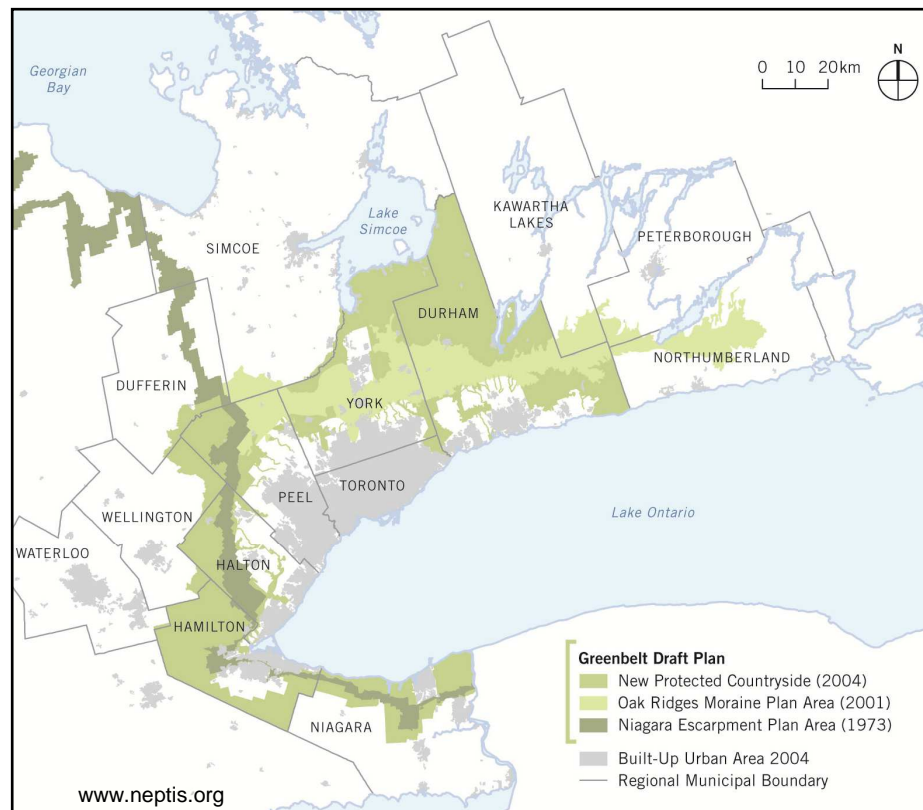 Georgian
Bay
N
0 10 20km
Lake
Simcoe
KAWARTHA
LAKES
PETERBOROUGH
SIMCOE
DURHAM
NORTHUMBERLAND
DUFFERIN
YORK
PEEL
TORONTO
WELLINGTON
Lake Ontario
WATERLOO
HALTON
HAMILTON
NIAGARA
Greenbelt Draft Plan
New Protected Countryside (2004)
Oak Ridges Moraine Plan Area (2001)
Niagara Escarpment Plan Area (1973)
Built-Up Urban Area 2004
Regional Municipal Boundary
www.neptis.org